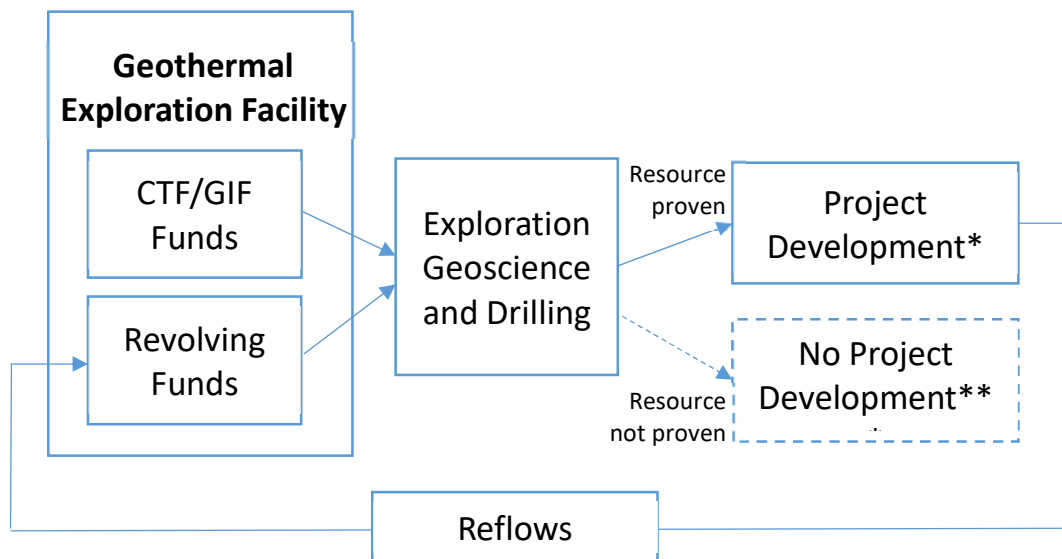 Geothermal
Exploration Facility
CTF/GIF
Funds
Revolving
Funds
Exploration
Geoscience
and Drilling
Resource
proven
Project
Development*
Resource
not proven
No Project
Development**
*
Reflows